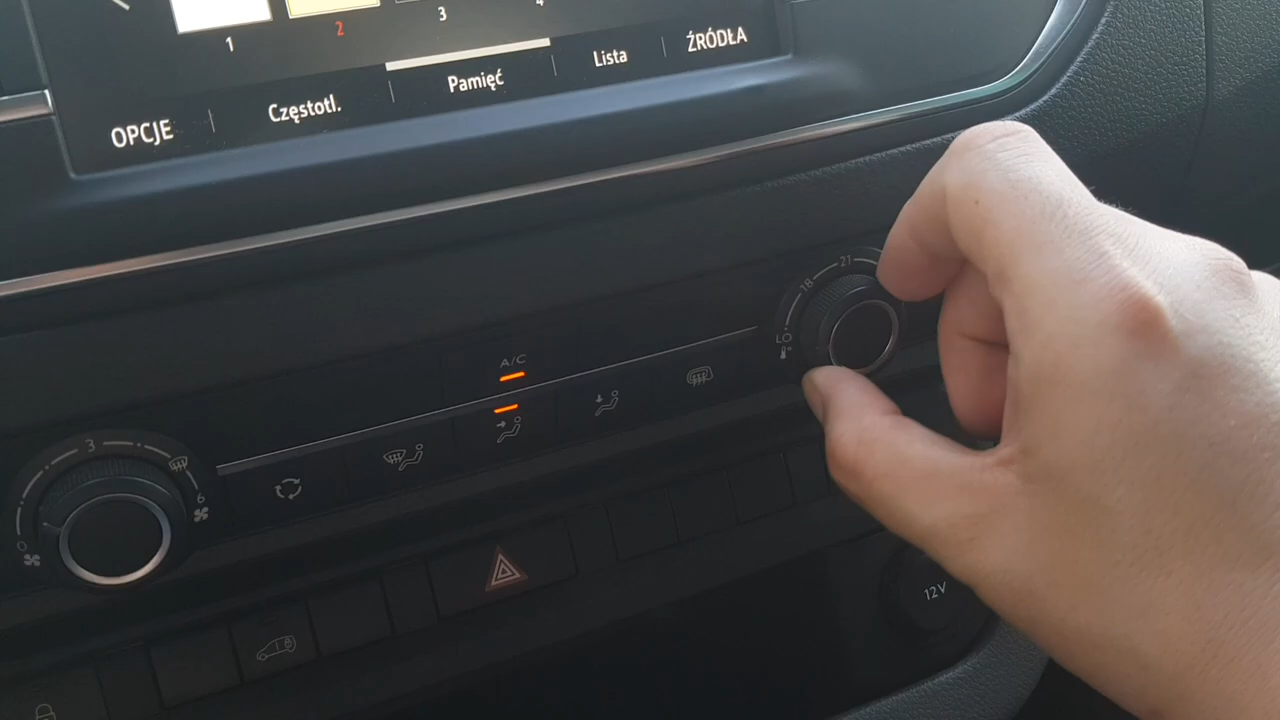 1 2 3 4
OPCJE Częstotl. Pamięć Lista ŹRÓDŁA
A/C
LO 18 21
0 3 6
12V